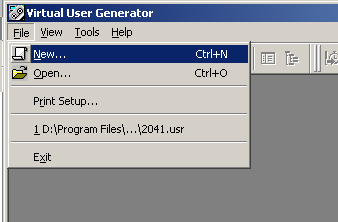 Virtual User Generator
File View Tools Help
New... Ctrl+N
Open... Ctrl+O
Print Setup...
1 D:\Program Files\...\2041.usr
Exit